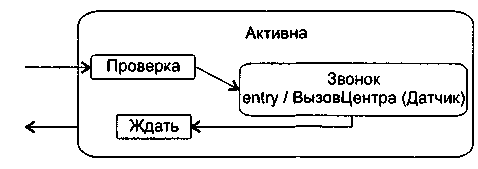 Активна
Проверка
Звонок
entry / ВызовЦентра (Датчик)
Ждать